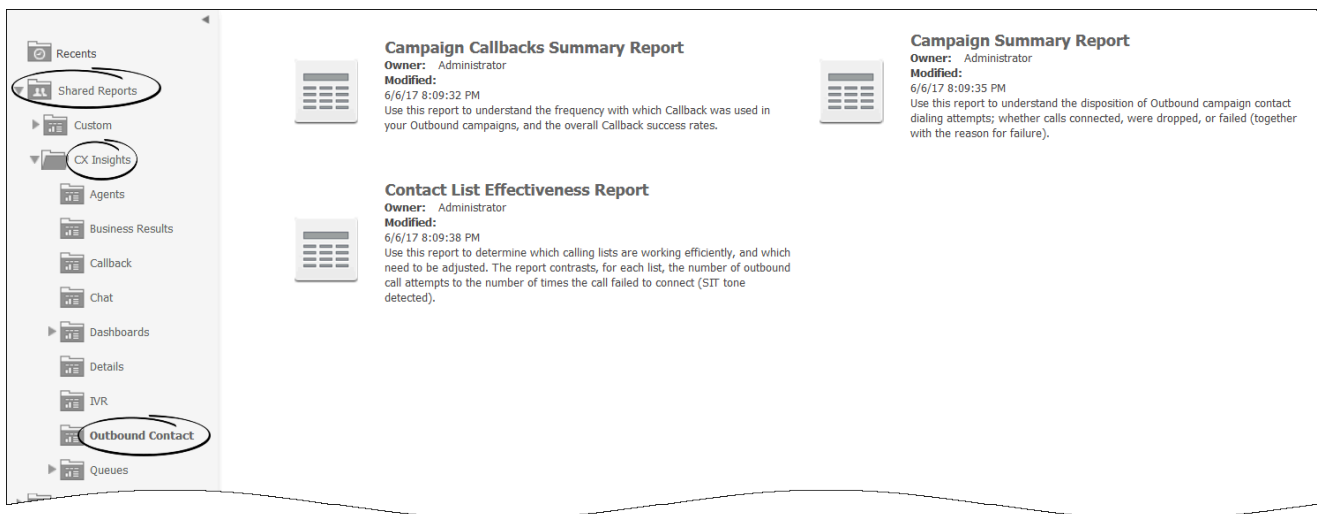 Recents
Shared Reports
Custom
CX Insights
Agents
Business Results
Callback
Chat
Dashboards
Details
IVR
Outbound Contact
Queues
Campaign Callbacks Summary Report
Owner: Administrator
Modified:
6/6/17 8:09:32 PM
Use this report to understand the frequency with which Callback was used in
your Outbound campaigns, and the overall Callback success rates.
Campaign Summary Report
Owner: Administrator
Modified:
6/6/17 8:09:35 PM
Use this report to understand the disposition of Outbound campaign contact
dialing attempts; whether calls connected, were dropped, or failed (together
with the reason for failure).
Contact List Effectiveness Report
Owner: Administrator
Modified:
6/6/17 8:09:38 PM
Use this report to determine which calling lists are working efficiently, and which
need to be adjusted. The report contrasts, for each list, the number of outbound
call attempts to the number of times the call failed to connect (SIT tone
detected).